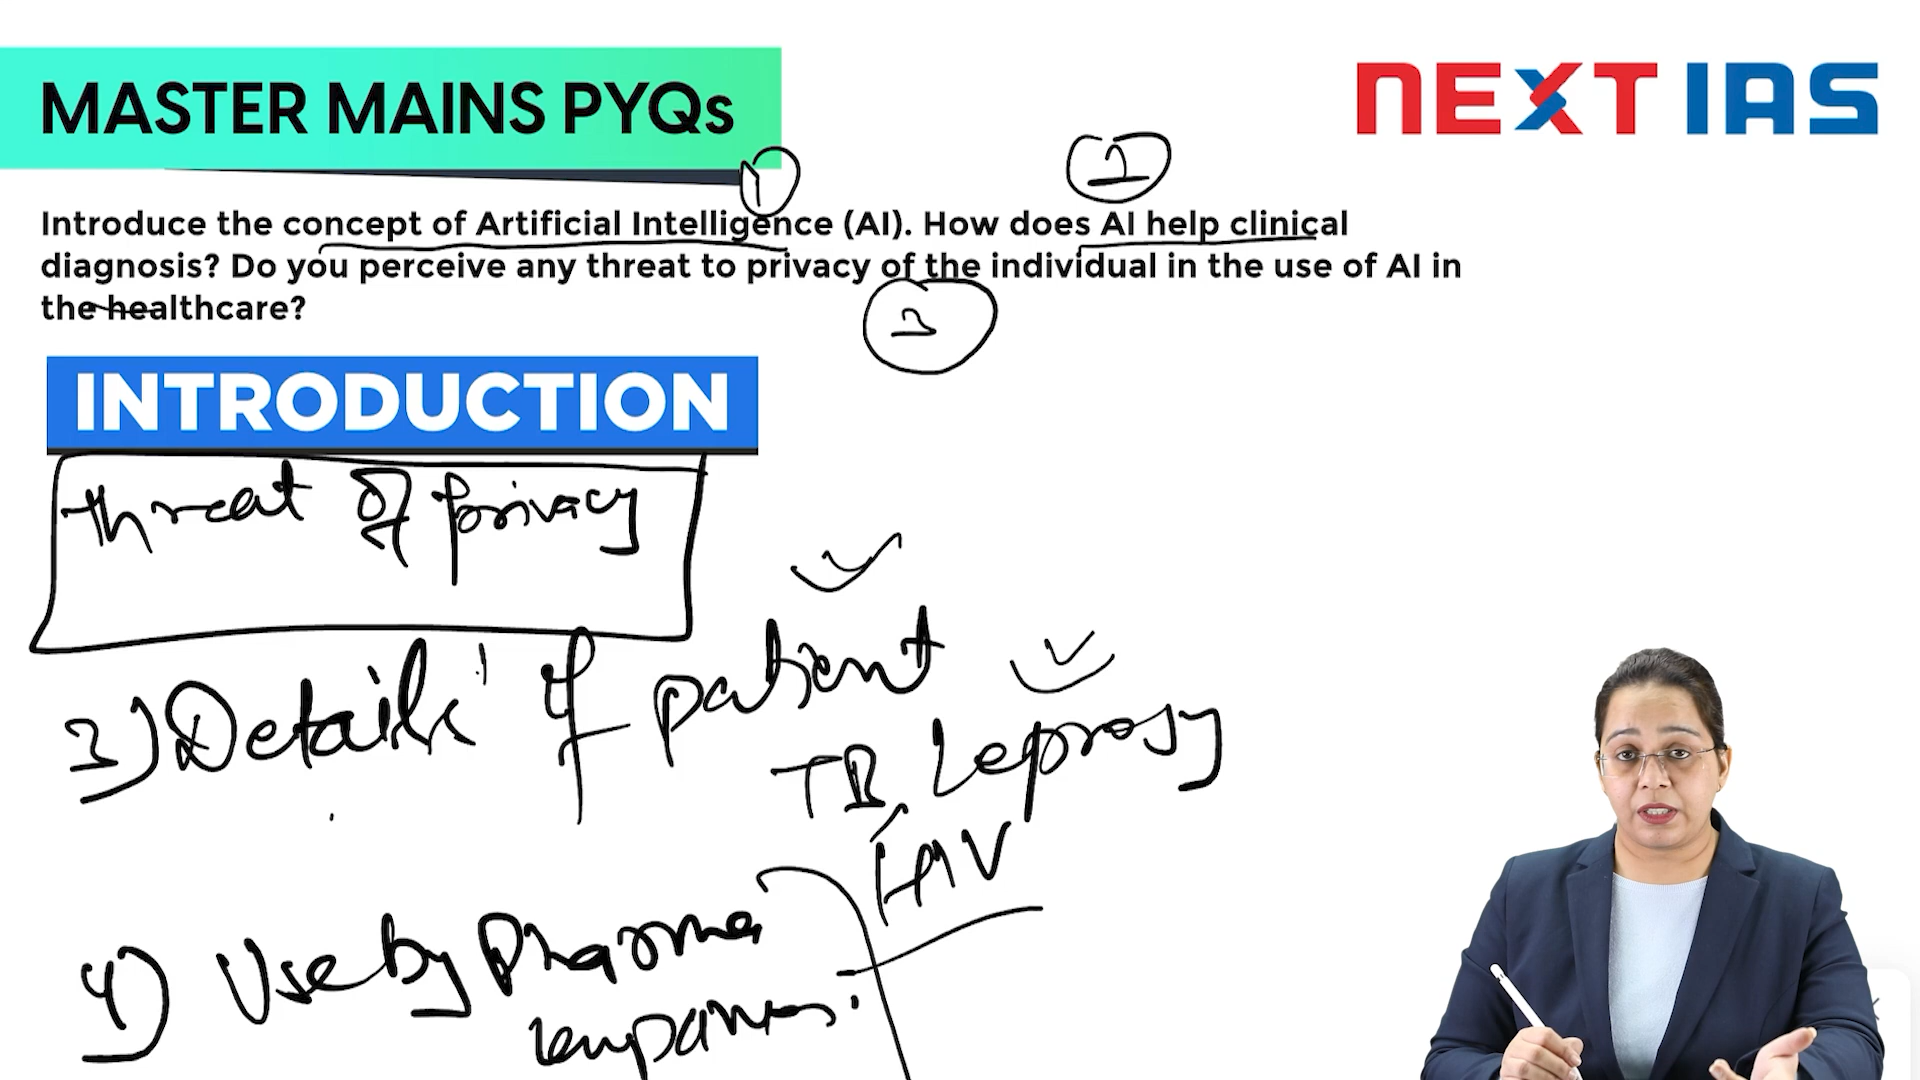 MASTER MAINS PYQs
NEXT IAS
1
2
Introduce the concept of Artificial Intelligence (AI). How does AI help clinical
diagnosis? Do you perceive any threat to privacy of the individual in the use of AI in
the healthcare?
INTRODUCTION
threat of privacy
3) Details of patient
TB, Leprosy
HIV
4) Use by Pharma